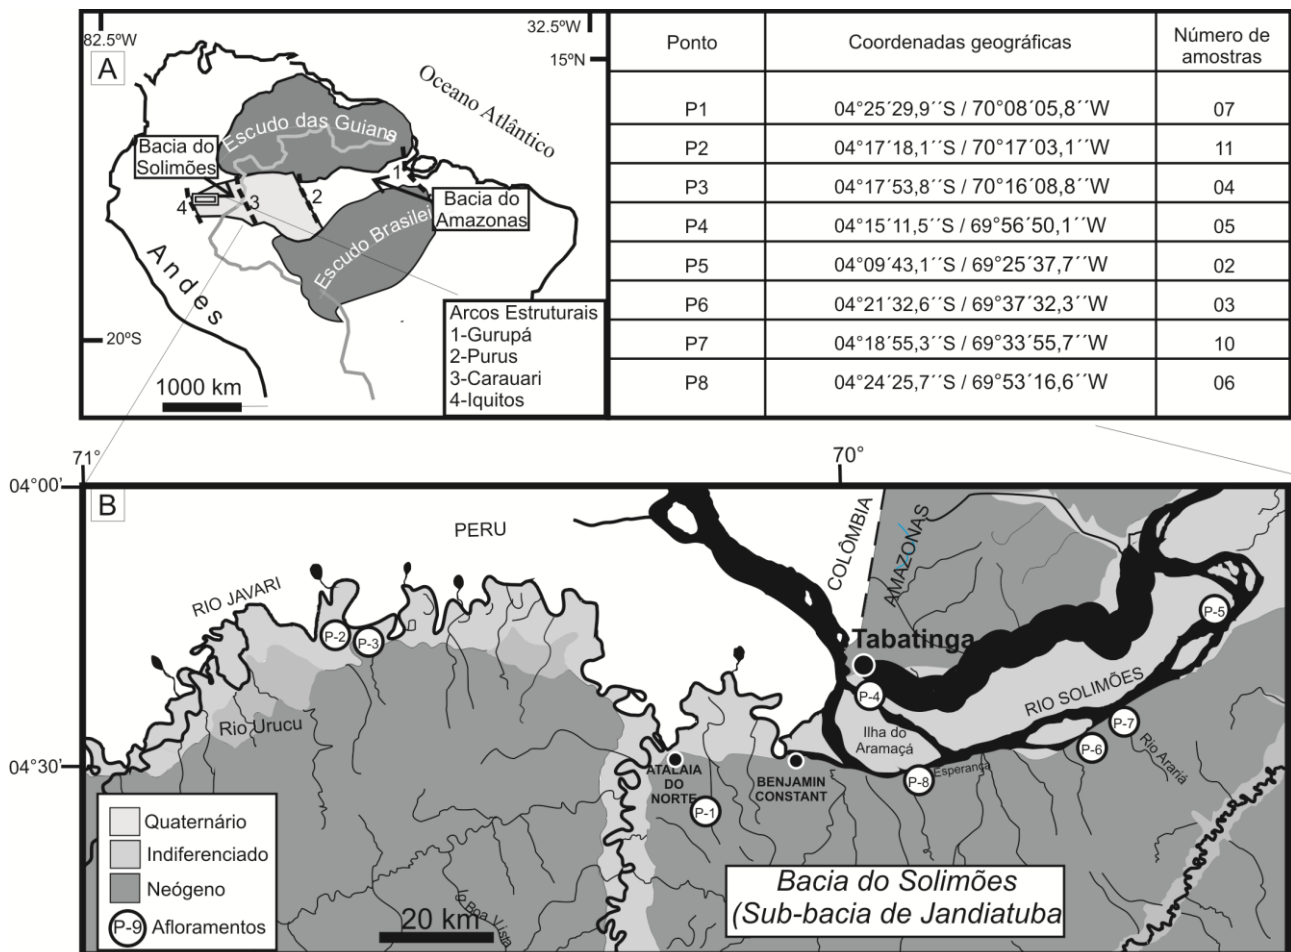 82.5ºW
32.5ºW
15ºN
A
Oceano Atlântico
Escudo das Guianas
Bacia do
Solimões
1
2
3
4
Bacia do
Amazonas
Escudo Brasilei
Andes
20ºS
1000 km
Arcos Estruturais
1-Gurupá
2-Purus
3-Carauari
4-Iquitos
Ponto Coordenadas geográficas Número de amostras
P1 04°25´29,9´´S / 70°08´05,8´´W 07
P2 04°17´18,1´´S / 70°17´03,1´´W 11
P3 04°17´53,8´´S / 70°16´08,8´´W 04
P4 04°15´11,5´´S / 69°56´50,1´´W 05
P5 04°09´43,1´´S / 69°25´37,7´´W 02
P6 04°21´32,6´´S / 69°37´32,3´´W 03
P7 04°18´55,3´´S / 69°33´55,7´´W 10
P8 04°24´25,7´´S / 69°53´16,6´´W 06
71°
70°
04°00'
B
PERU
COLÔMBIA
AMAZONAS
RIO JAVARI
P-2
P-3
P-5
Tabatinga
P-4
RIO SOLIMÕES
Rio Urucu
Ilha do
Aramaçá
P-7
P-6
Rio Arariá
04°30'
ATALAIA
DO
NORTE
BENJAMIN
CONSTANT
Esperança
P-8
P-1
Quaternário
Indiferenciado
Neógeno
P-9 Afloramentos
Ig Boa Vista
20 km
Bacia do Solimões
(Sub-bacia de Jandiatuba